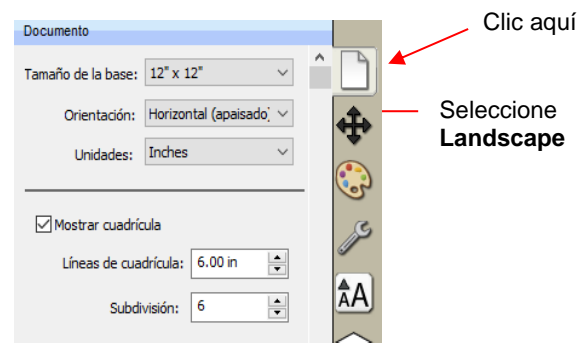 Documento
Clic aquí
Tamaño de la base: 12" x 12"
Orientación: Horizontal (apaisado)
Seleccione
Landscape
Unidades: Inches
Mostrar cuadrícula
Líneas de cuadrícula: 6.00 in
Subdivisión: 6
AA